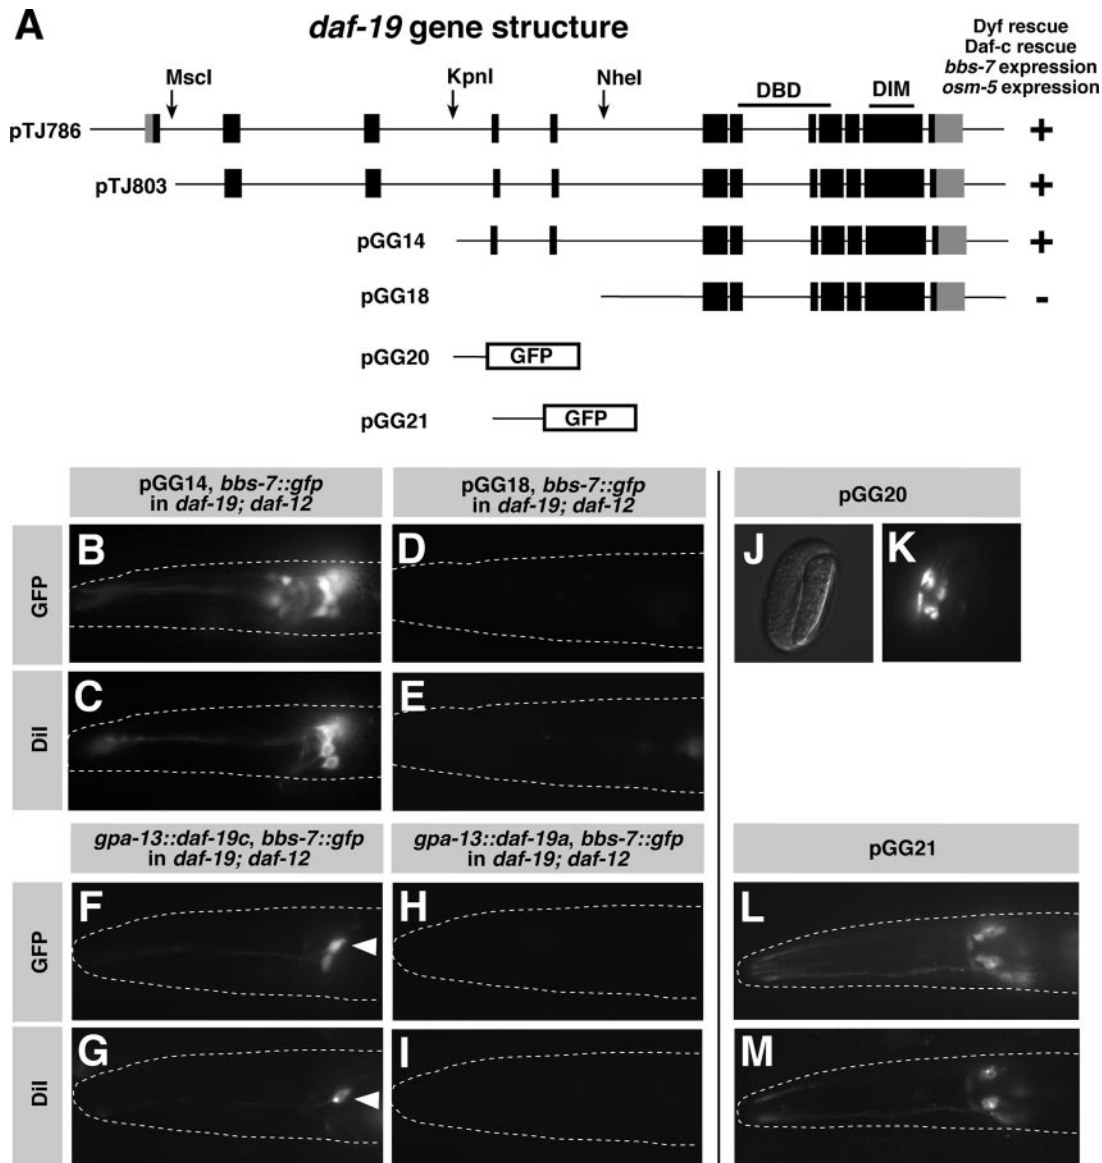 A
daf-19 gene structure
Dyf rescue
Daf-c rescue
bbs-7 expression
osm-5 expression
MscI
KpnI
NheI
DBD
DIM
pTJ786
+
pTJ803
+
pGG14
+
pGG18
-
pGG20
GFP
pGG21
GFP
pGG14, bbs-7::gfp
in daf-19; daf-12
pGG18, bbs-7::gfp
in daf-19; daf-12
pGG20
GFP
B
D
J
K
DiI
C
E
gpa-13::daf-19c, bbs-7::gfp
in daf-19; daf-12
gpa-13::daf-19a, bbs-7::gfp
in daf-19; daf-12
pGG21
GFP
F
H
L
DiI
G
I
M